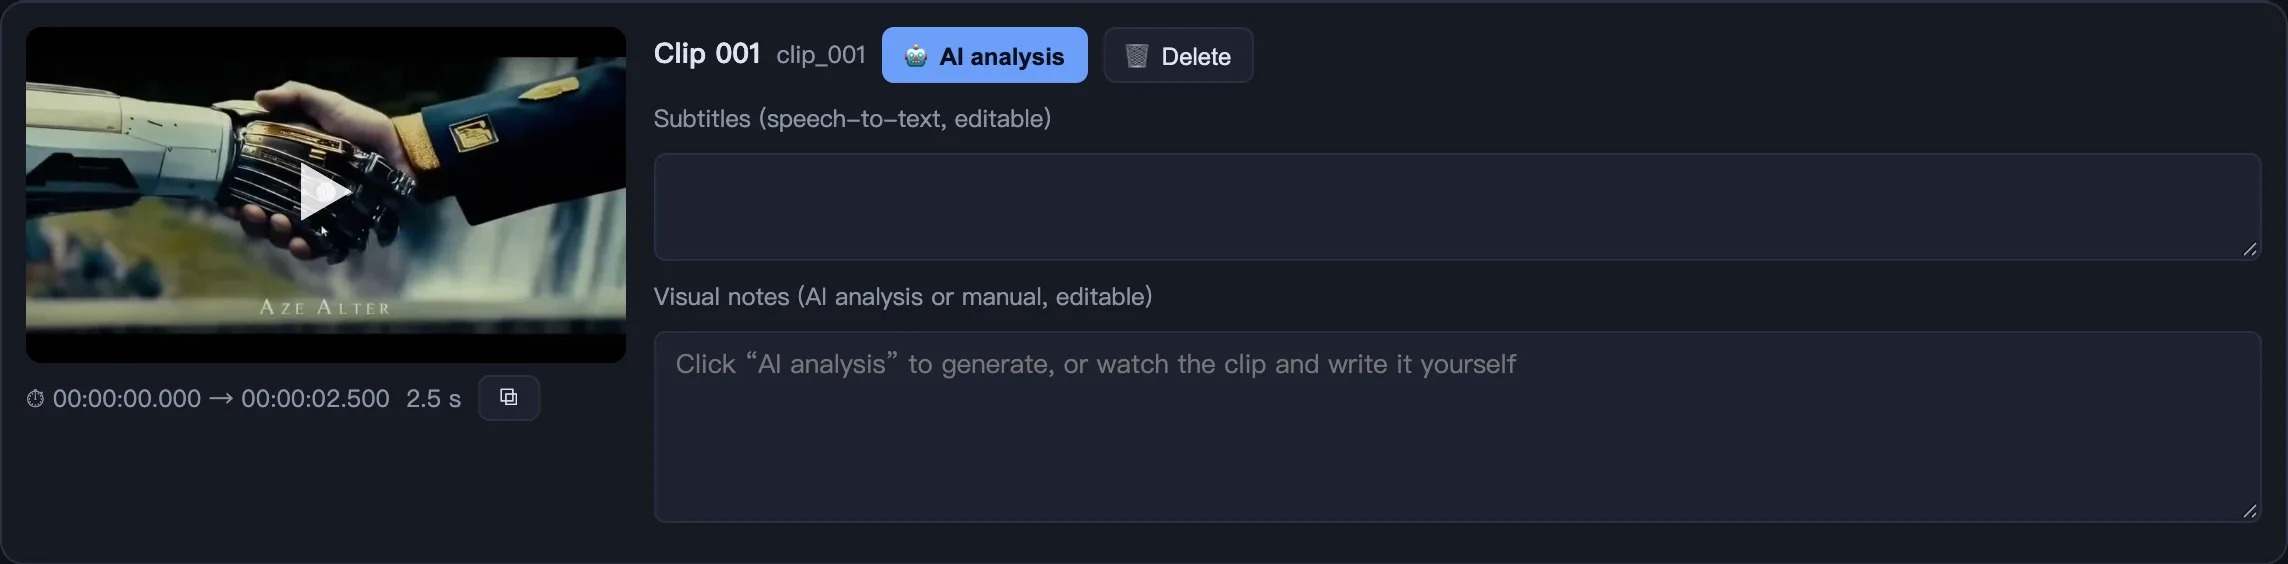 Clip 001 clip_001 AI analysis Delete
Subtitles (speech-to-text, editable)
Visual notes (AI analysis or manual, editable)
Click “AI analysis” to generate, or watch the clip and write it yourself
AZE ALTER
00:00:00.000 → 00:00:02.500 2.5 s